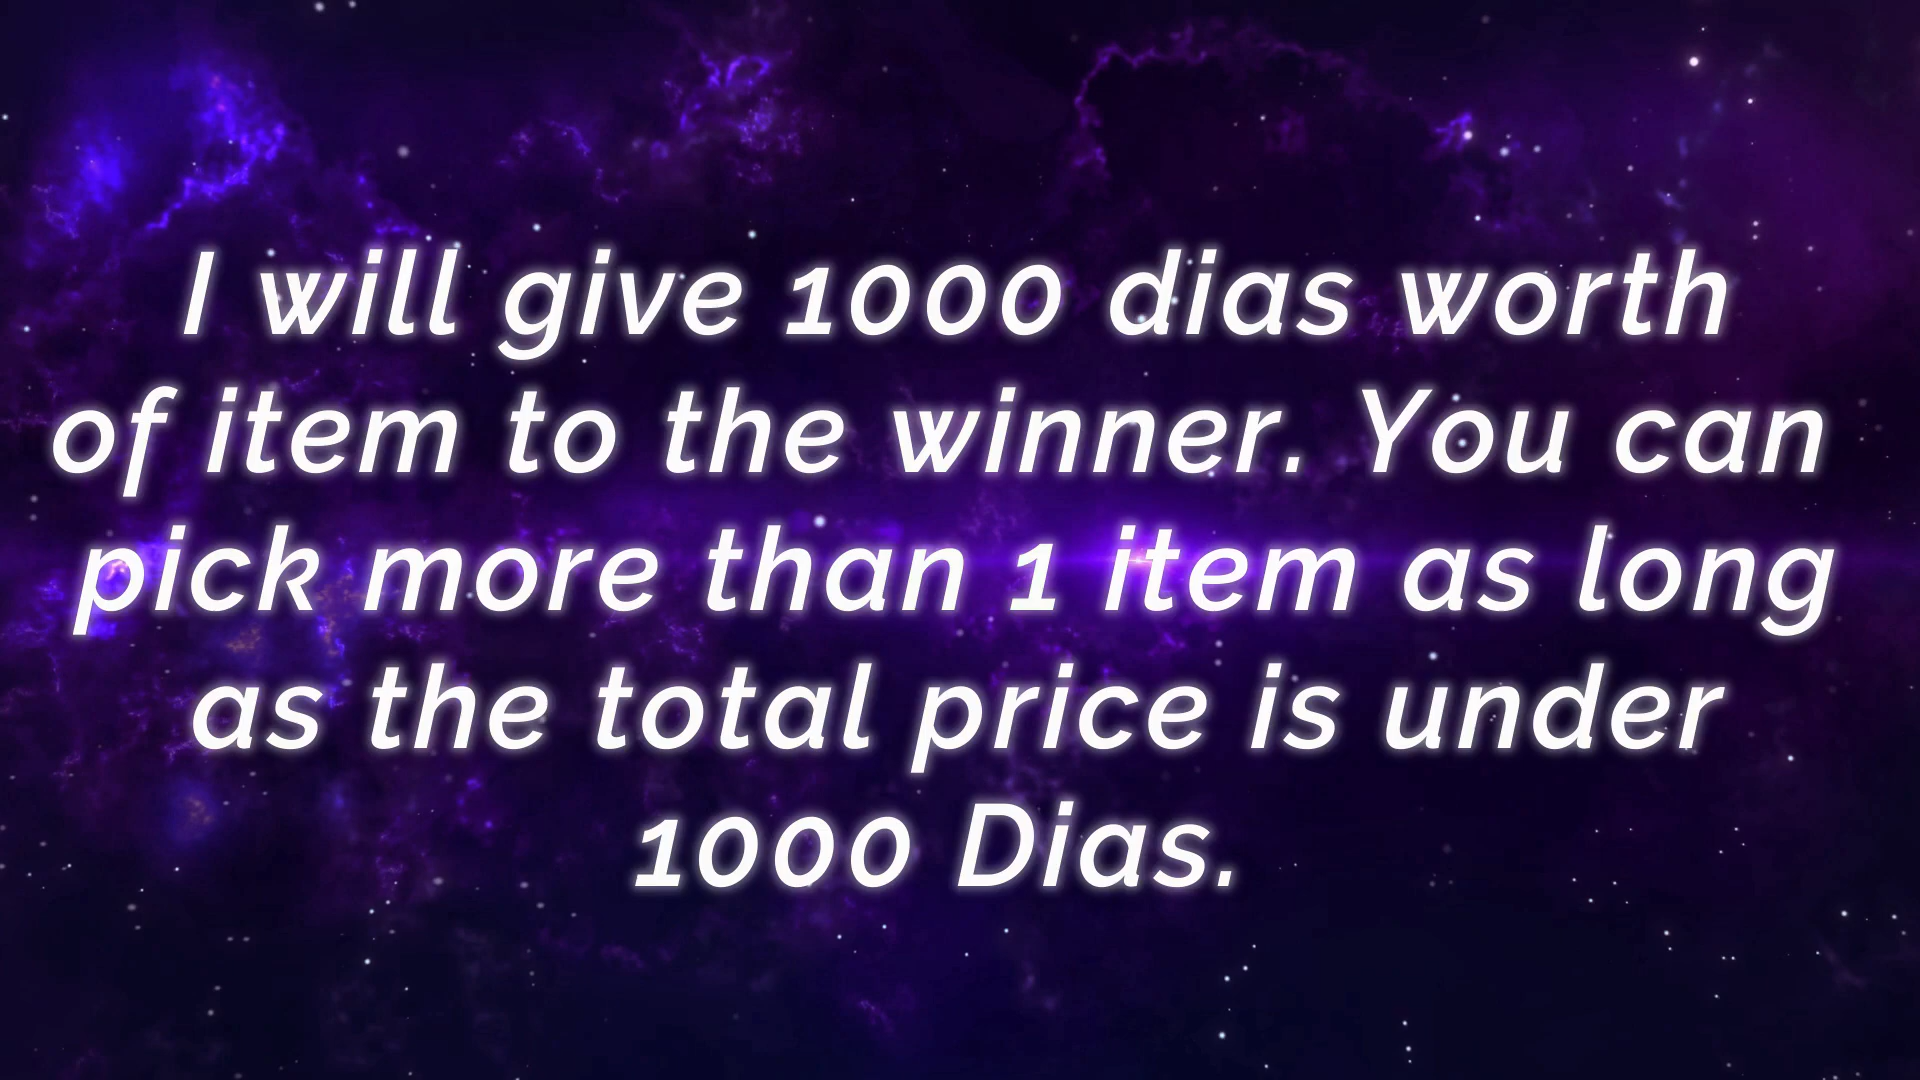 I will give 1000 dias worth
of item to the winner. You can
pick more than 1 item as long
as the total price is under
1000 Dias.